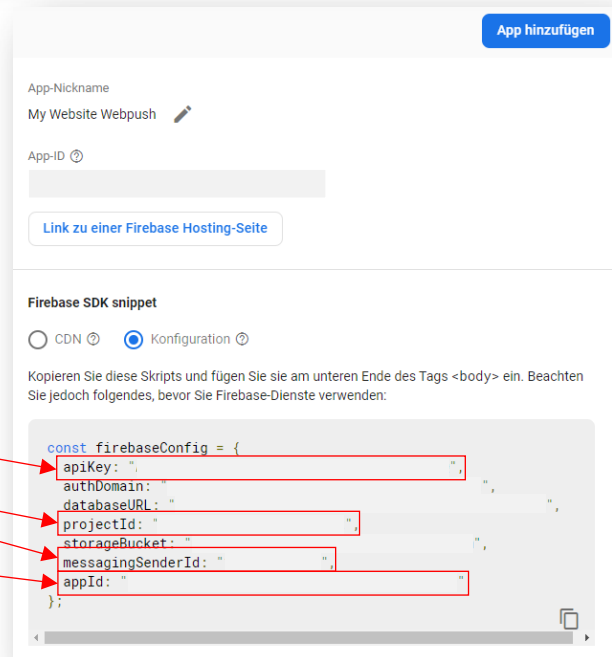 App hinzufügen
App-Nickname
My Website Webpush
App-ID
Link zu einer Firebase Hosting-Seite
Firebase SDK snippet
CDN Konfiguration
Kopieren Sie diese Skripts und fügen Sie sie am unteren Ende des Tags <body> ein. Beachten
Sie jedoch folgendes, bevor Sie Firebase-Dienste verwenden:
const firebaseConfig = {
apiKey: " ",
authDomain: " ",
databaseURL: " ",
projectId: " ",
storageBucket: " ",
messagingSenderId: " ",
appId: " "
};